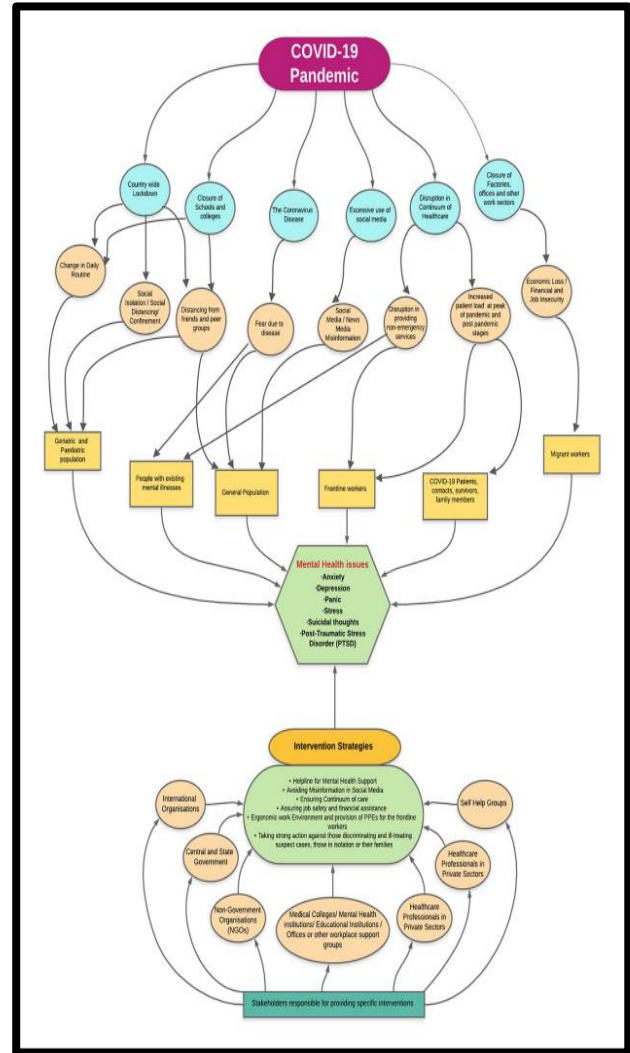 COVID-19
Pandemic
Country wide
Lockdown
Closure of
Schools and
colleges
The Coronavirus
Disease
Excessive use of
social media
Disruption in
Continuum of
Healthcare
Closure of
Factories,
offices and other
work sectors
Change in Daily
Routine
Social
Isolation / Social
Distancing/
Confinement
Distancing from
friends and peer
groups
Fear due to
disease
Social
Media / News
Media
Misinformation
Disruption in
providing
non-emergency
services
Increased
patient load at peak
of pandemic and
post pandemic
stages
Economic Loss /
Financial and
Job Insecurity
Geriatric and
Paediatric
population
People with existing
mental illnesses
General Population
Frontline workers
COVID-19 Patients,
contacts, survivors,
family members
Migrant workers
Mental Health issues
·Anxiety
·Depression
·Panic
·Stress
·Suicidal thoughts
·Post-Traumatic Stress
Disorder (PTSD)
Intervention Strategies
• Helpline for Mental Health Support
• Avoiding Misinformation in Social Media
• Ensuring Continuum of care
• Assuring job safety and financial assistance
• Ergonomic work Environment and provision of PPEs for the frontline
workers
• Taking strong action against those discriminating and ill-treating
suspect cases, those in isolation or their families
International
Organisations
Self Help Groups
Central and State
Government
Healthcare
Professionals in
Private Sectors
Non-Government
Organisations
(NGOs)
Medical Colleges/ Mental Health
institutions/ Educational Institutions /
Offices or other workplace support
groups
Healthcare
Professionals in
Private Sectors
Stakeholders responsible for providing specific interventions